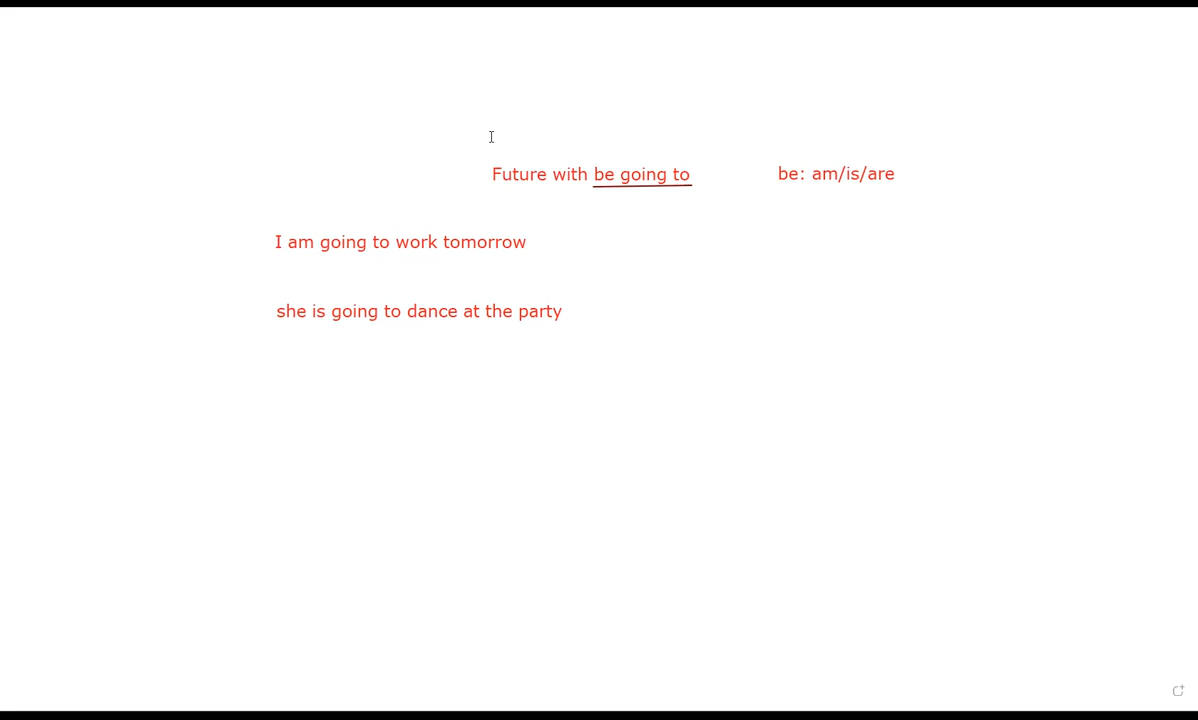 Future with be going to be: am/is/are
I am going to work tomorrow
she is going to dance at the party